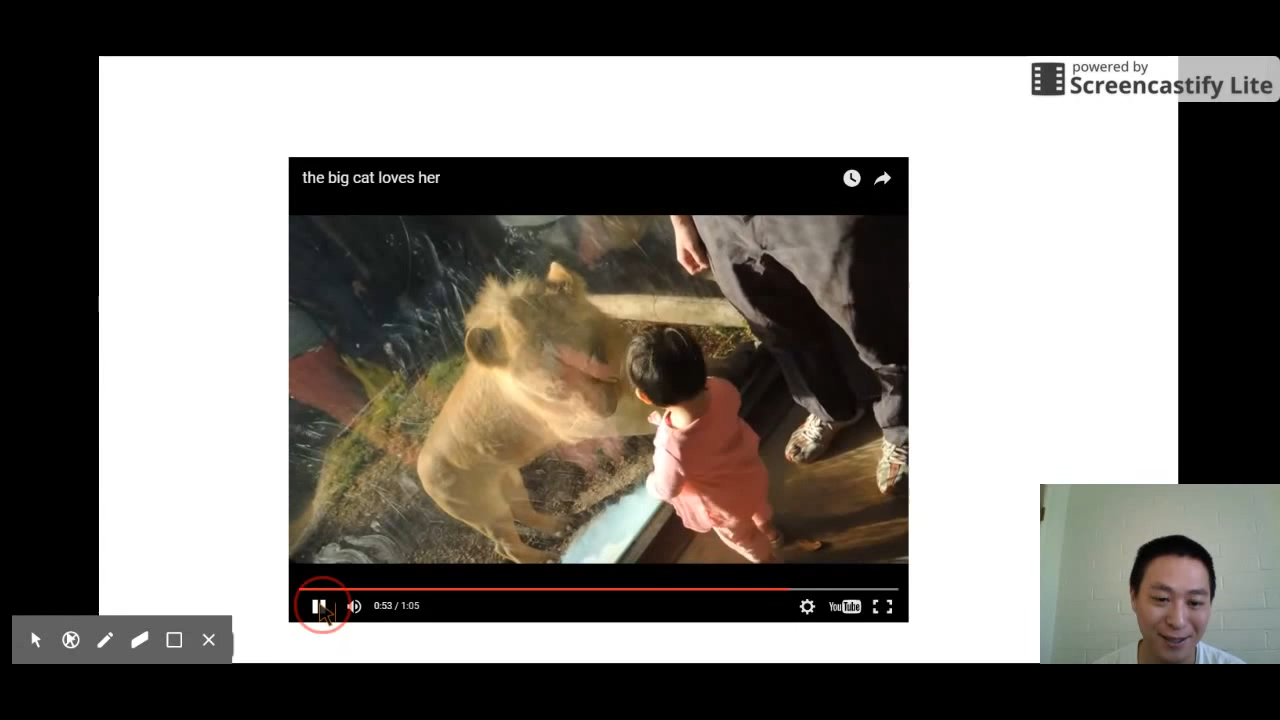 powered by
Screencastify Lite
the big cat loves her
0:53 / 1:05
YouTube